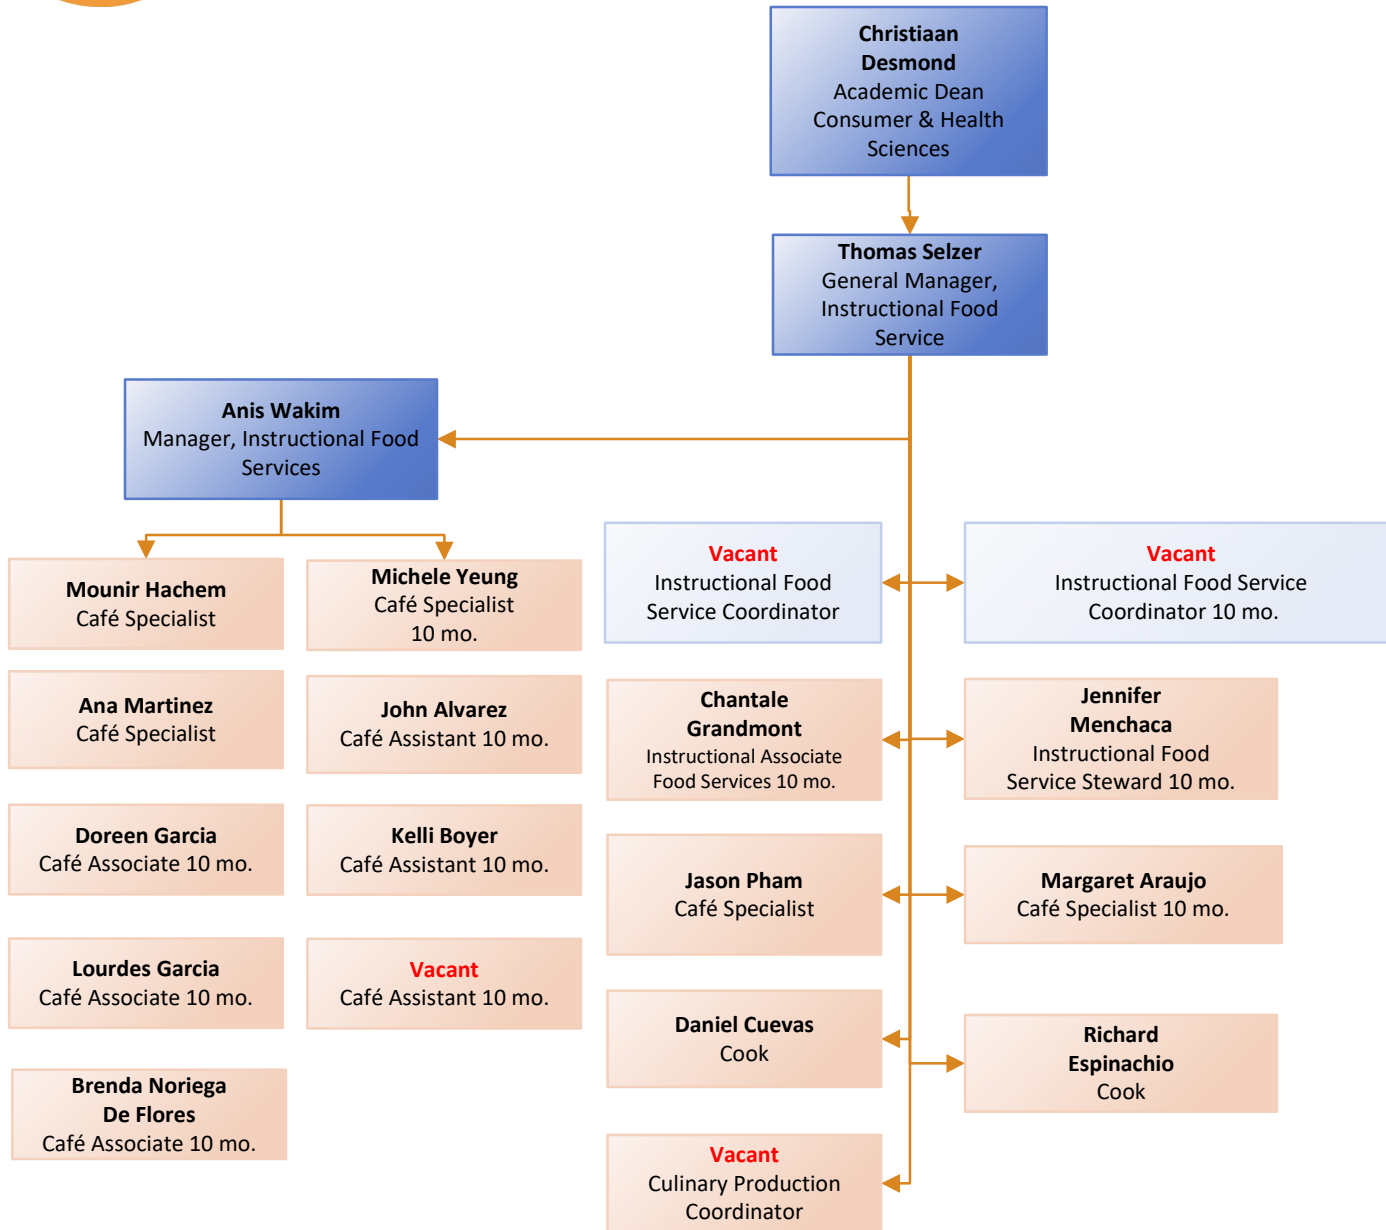 Christiaan
Desmond
Academic Dean
Consumer & Health
Sciences
Thomas Selzer
General Manager,
Instructional Food
Service
Anis Wakim
Manager, Instructional Food
Services
Mounir Hachem
Café Specialist
Michele Yeung
Café Specialist
10 mo.
Vacant
Instructional Food
Service Coordinator
Vacant
Instructional Food Service
Coordinator 10 mo.
Ana Martinez
Café Specialist
John Alvarez
Café Assistant 10 mo.
Chantale
Grandmont
Instructional Associate
Food Services 10 mo.
Jennifer
Menchaca
Instructional Food
Service Steward 10 mo.
Doreen Garcia
Café Associate 10 mo.
Kelli Boyer
Café Assistant 10 mo.
Jason Pham
Café Specialist
Margaret Araujo
Café Specialist 10 mo.
Lourdes Garcia
Café Associate 10 mo.
Vacant
Café Assistant 10 mo.
Daniel Cuevas
Cook
Richard
Espinachio
Cook
Brenda Noriega
De Flores
Café Associate 10 mo.
Vacant
Culinary Production
Coordinator